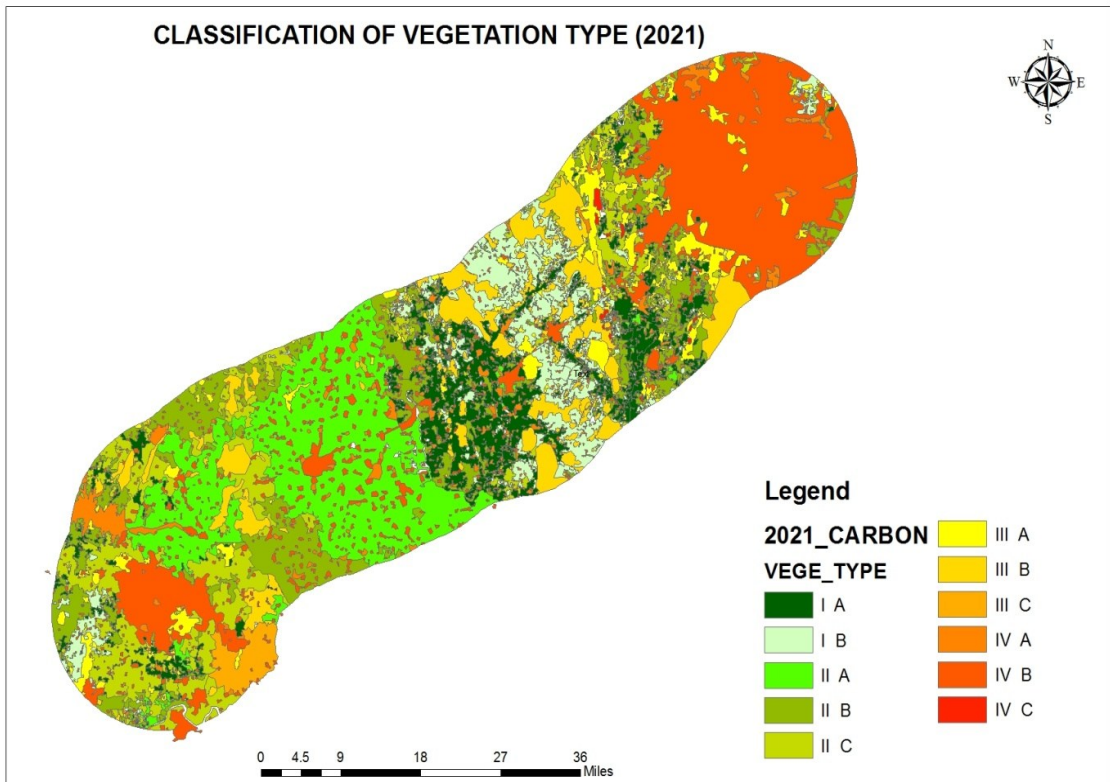 CLASSIFICATION OF VEGETATION TYPE (2021)
N
W E
S
Text
Legend
2021_CARBON
VEGE_TYPE
I A
I B
II A
II B
II C
III A
III B
III C
IV A
IV B
IV C
0 4.5 9 18 27 36
Miles